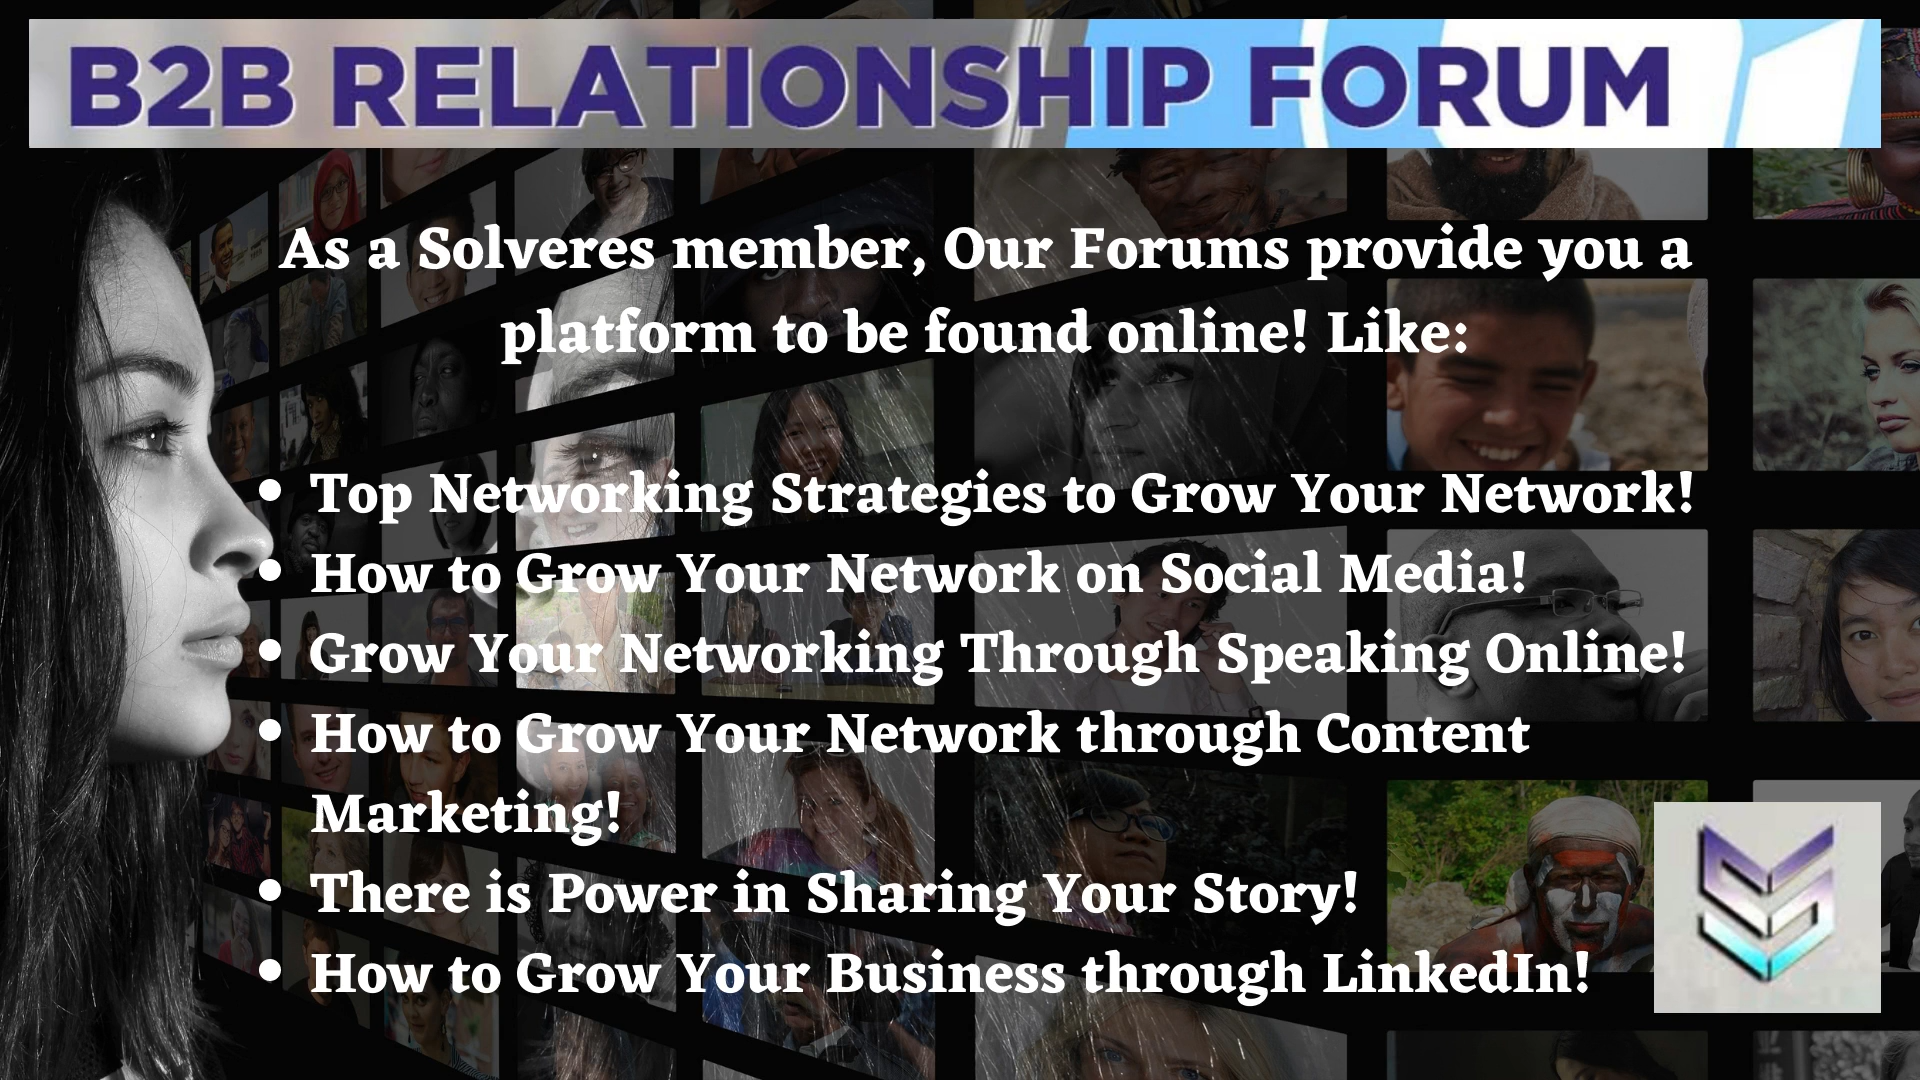 B2B RELATIONSHIP FORUM
As a Solveres member, Our Forums provide you a
platform to be found online! Like:
• Top Networking Strategies to Grow Your Network!
• How to Grow Your Network on Social Media!
• Grow Your Networking Through Speaking Online!
• How to Grow Your Network through Content
Marketing!
• There is Power in Sharing Your Story!
• How to Grow Your Business through LinkedIn!